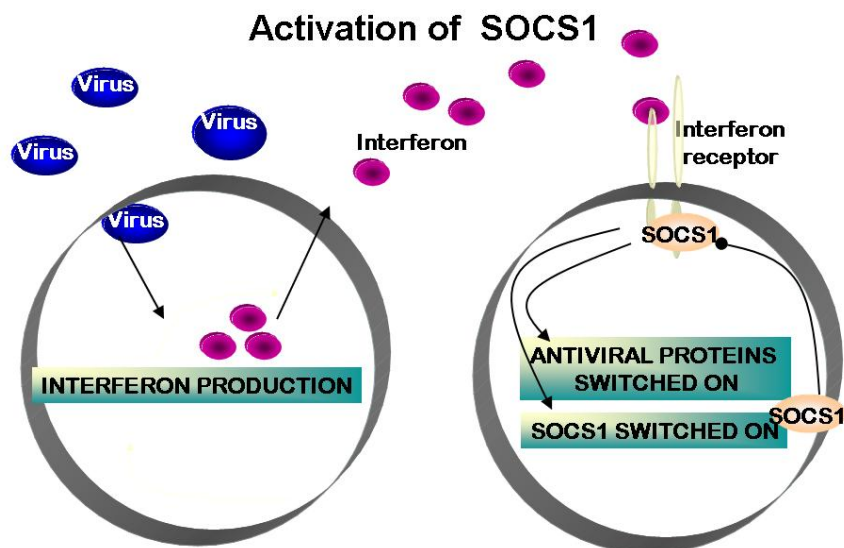 Activation of SOCS1
Virus
Virus
Virus
Virus
Interferon
Interferon
receptor
INTERFERON PRODUCTION
SOCS1
ANTIVIRAL PROTEINS
SWITCHED ON
SOCS1 SWITCHED ON
SOCS1